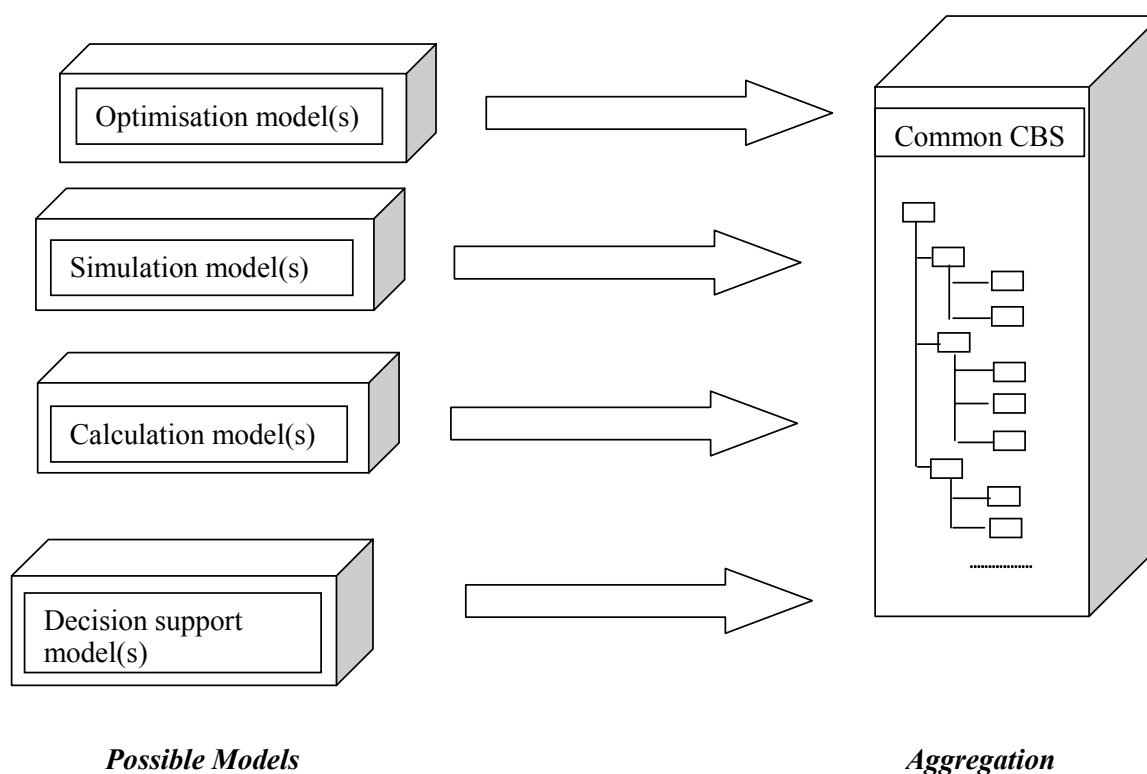 Optimisation model(s)
Common CBS
Simulation model(s)
Calculation model(s)
Decision support
model(s)
Possible Models
Aggregation